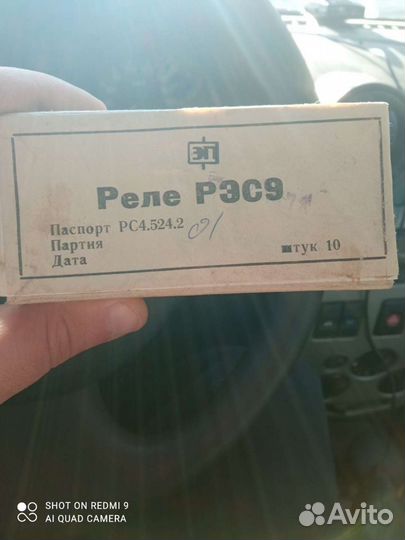 ЭП
Реле РЭС9
Паспорт РС4.524.2 01
Партия
Дата
штук 10
SHOT ON REDMI 9
AI QUAD CAMERA
Avito